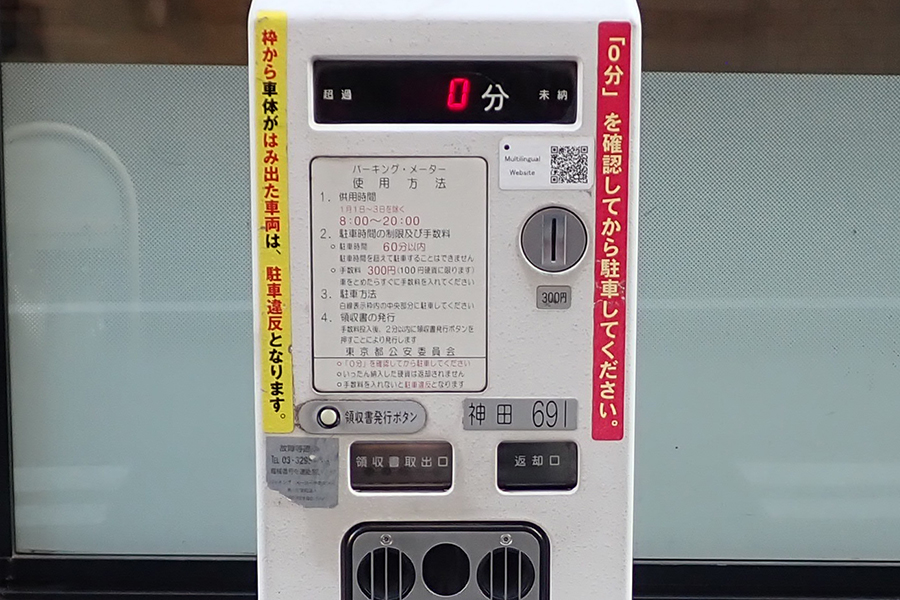 枠から車体がはみ出た車両は、駐車違反となります。
超過 0分 未納
「0分」を確認してから駐車してください。
Multilingual
Website
パーキング・メーター
使用方法
1. 供用時間
1月1日～3日を除く
8:00～20:00
2. 駐車時間の制限及び手数料
○駐車時間 60分以内
駐車時間を超えて駐車することはできません
○手数料 300円(100円硬貨に限ります)
車をとめたらすぐに手数料を入れてください
3. 駐車方法
白線表示枠内の中央部分に駐車してください
4. 領収書の発行
手数料投入後、2分以内に領収書発行ボタンを
押すことにより発行します
東京都公安委員会
○「0分」を確認してから駐車してください
○いったん納入した硬貨は返却されません
○手数料を入れないと駐車違反となります
300円
領収書発行ボタン
神田 691
領収書取出口
返却口
TEL 03-329